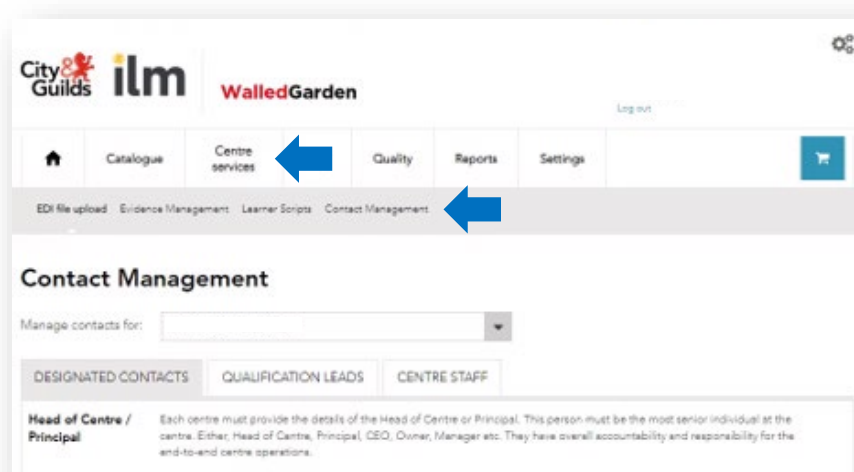 City&
Guilds
ilm
WalledGarden
Log out
Catalogue
Centre
services
Quality
Reports
Settings
EDI file upload Evidence Management Learner Scripts Contact Management
Contact Management
Manage contacts for:
DESIGNATED CONTACTS QUALIFICATION LEADS CENTRE STAFF
Head of Centre /
Principal
Each centre must provide the details of the Head of Centre or Principal. This person must be the most senior individual at the
centre. Either, Head of Centre, Principal, CEO, Owner, Manager etc. They have overall accountability and responsibility for the
end-to-end centre operations.